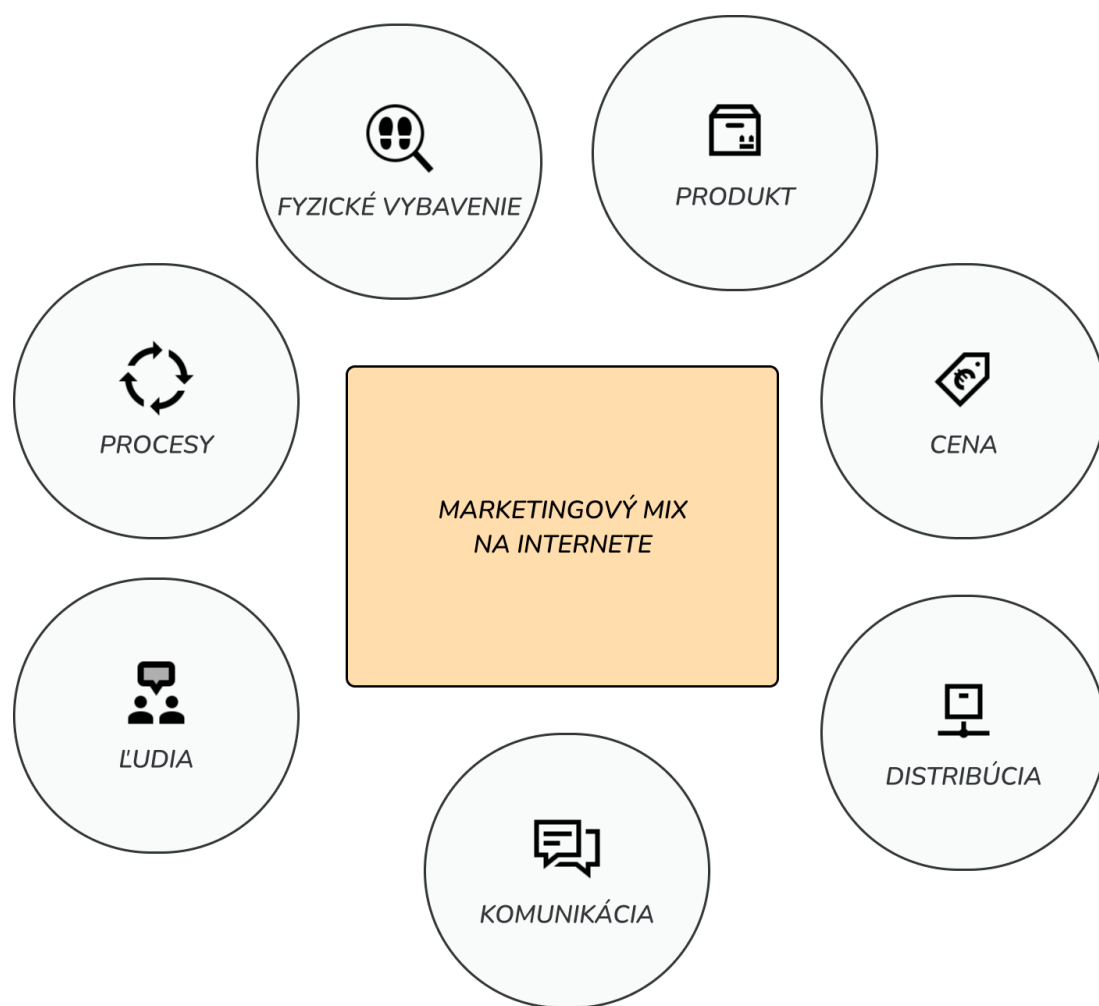 FYZICKÉ VYBAVENIE
PRODUKT
PROCESY
CENA
MARKETINGOVÝ MIX
NA INTERNETE
ĽUDIA
DISTRIBÚCIA
KOMUNIKÁCIA